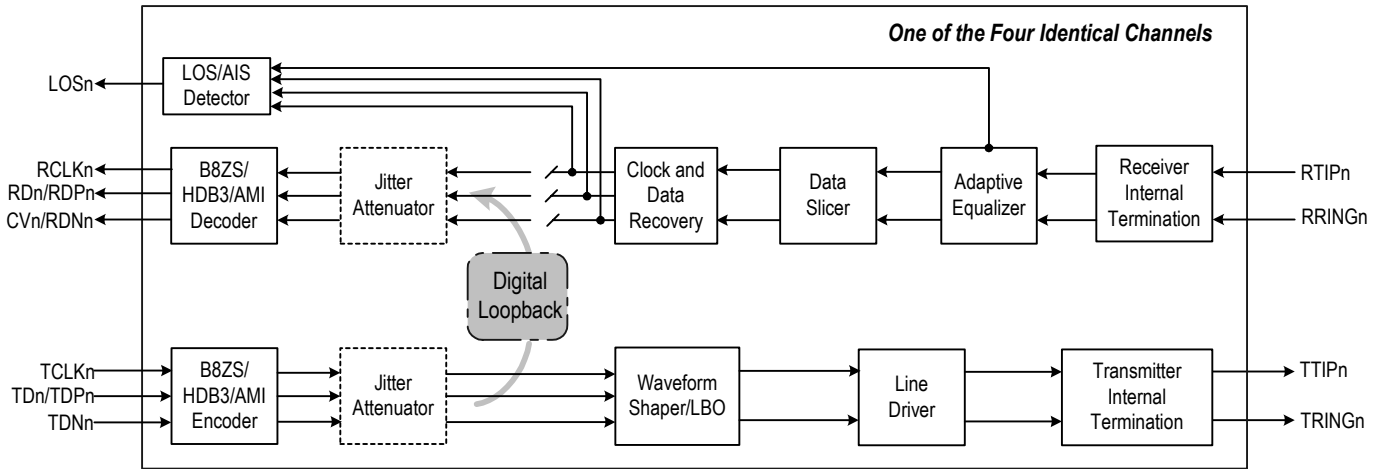 One of the Four Identical Channels
LOSn
LOS/AIS
Detector
RCLKn
RDn/RDPn
CVn/RDNn
B8ZS/
HDB3/AMI
Decoder
Jitter
Attenuator
Clock and
Data
Recovery
Data
Slicer
Adaptive
Equalizer
Receiver
Internal
Termination
RTIPn
RRINGn
Digital
Loopback
TCLKn
TDn/TDPn
TDNn
B8ZS/
HDB3/AMI
Encoder
Jitter
Attenuator
Waveform
Shaper/LBO
Line
Driver
Transmitter
Internal
Termination
TTIPn
TRINGn